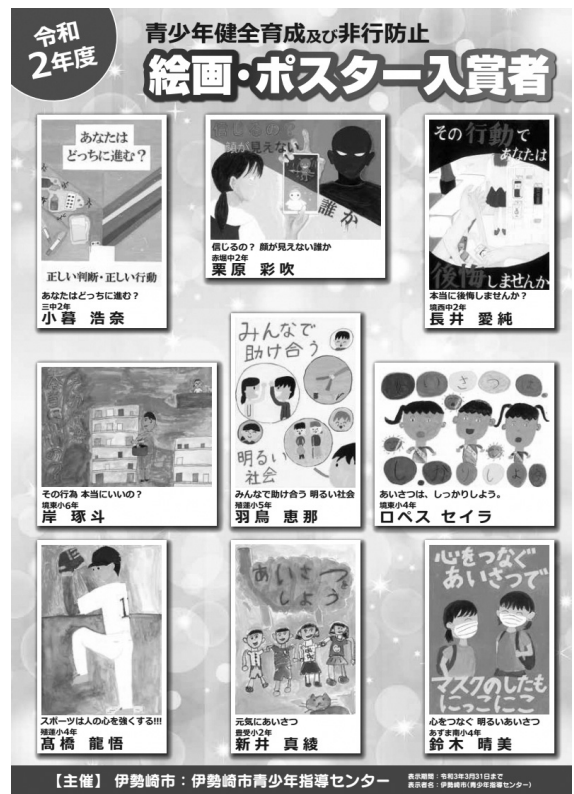 令和
2年度
青少年健全育成及び非行防止
絵画・ポスター入賞者
あなたは
どっちに進む？
正しい判断・正しい行動
あなたはどっちに進む？
三中2年
小暮 浩奈
信じるの？
顔が見えない
誰か
信じるの？ 顔が見えない誰か
赤堀中2年
栗原 彩吹
その行動で
あなたは
後悔しませんか
本当に後悔しませんか？
境西中2年
長井 愛純
その行為 本当にいいの？
境東小6年
岸 琢斗
みんなで
助け合う
明るい
社会
みんなで助け合う 明るい社会
殖蓮小5年
羽鳥 恵那
あいさつは
しっかりしよう
あいさつは、しっかりしよう。
境東小4年
ロペス セイラ
1
スポーツは人の心を強くする!!!
殖蓮小4年
髙橋 龍悟
あいさつ
しよう
元気にあいさつ
豊受小2年
新井 真綾
心をつなぐ
あいさつで
マスクのしたも
にっこにこ
心をつなぐ 明るいあいさつ
あずま南小4年
鈴木 晴美
【主催】 伊勢崎市：伊勢崎市青少年指導センター
表示期間：令和3年3月31日まで
表示者名：伊勢崎市(青少年指導センター)